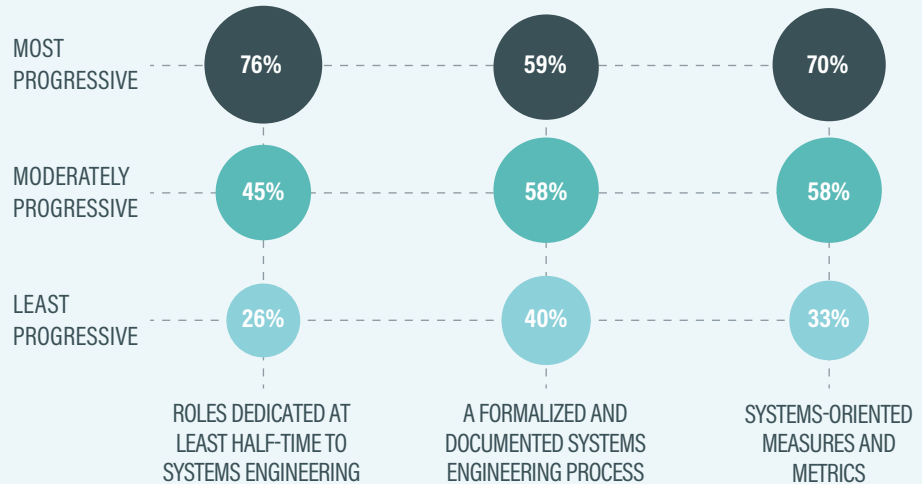 MOST
PROGRESSIVE
76%
59%
70%
MODERATELY
PROGRESSIVE
45%
58%
58%
LEAST
PROGRESSIVE
26%
40%
33%
ROLES DEDICATED AT
LEAST HALF-TIME TO
SYSTEMS ENGINEERING
A FORMALIZED AND
DOCUMENTED SYSTEMS
ENGINEERING PROCESS
SYSTEMS-ORIENTED
MEASURES AND
METRICS